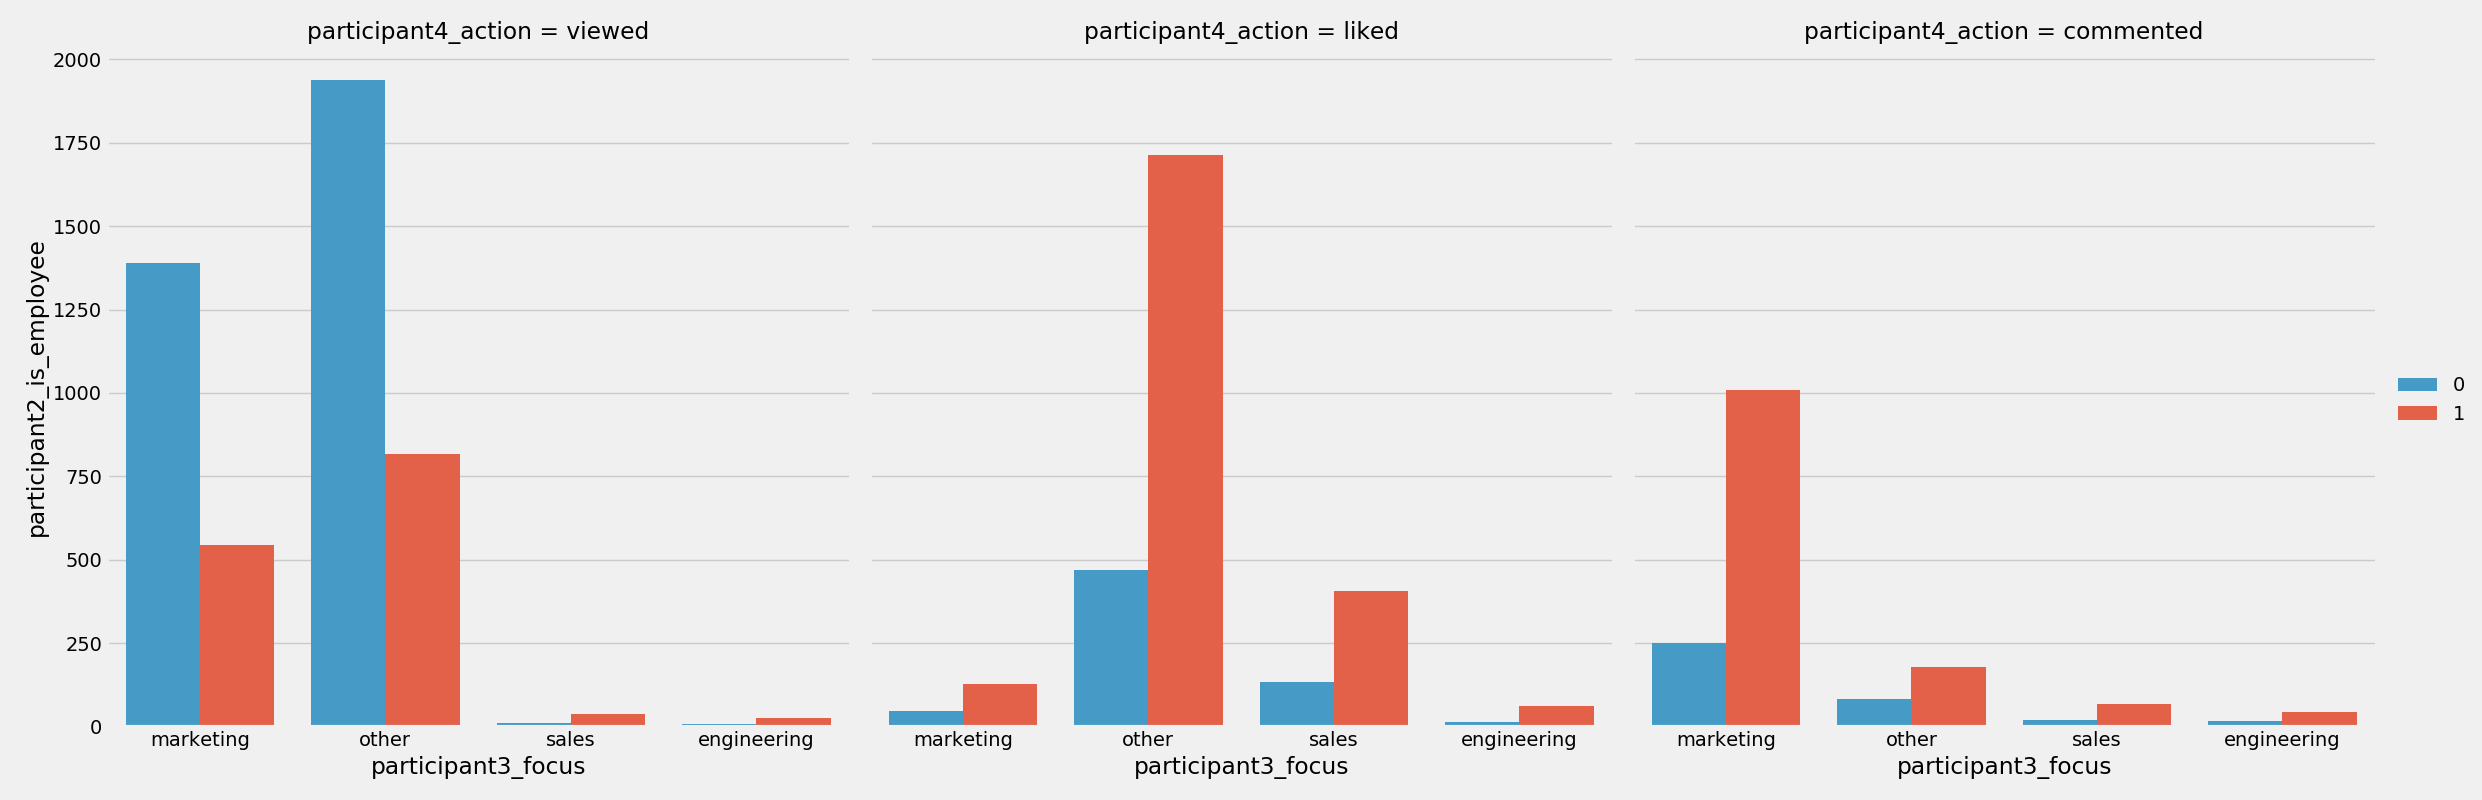 participant4_action = viewed
participant4_action = liked
participant4_action = commented
participant2_is_employee
2000
1750
1500
1250
1000
750
500
250
0
marketing other sales engineering
marketing other sales engineering
marketing other sales engineering
participant3_focus
participant3_focus
participant3_focus
0
1